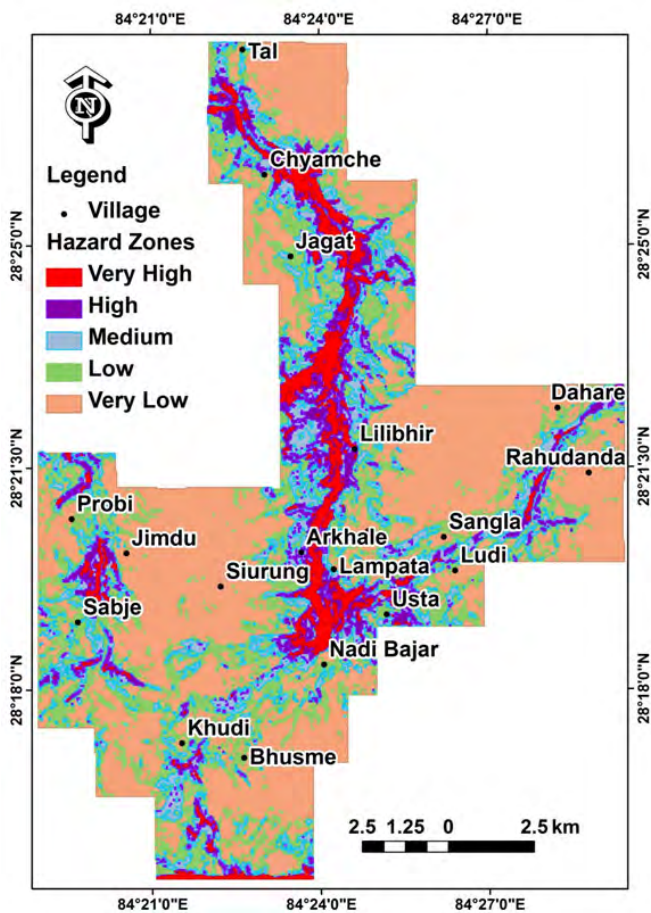 84°21'0"E 84°24'0"E 84°27'0"E
Tal
N
Chyamche
Legend
Village
Hazard Zones
28°25'0"N 28°25'0"N
Jagat
Very High
High
Medium
Low
Very Low
Dahare
Lilibhir
Rahudanda
28°21'30"N 28°21'30"N
Probi
Sangla
Jimdu
Arkhale
Ludi
Siurung
Lampata
Sabje
Usta
Nadi Bajar
28°18'0"N 28°18'0"N
Khudi
Bhusme
2.5 1.25 0 2.5 km
84°21'0"E 84°24'0"E 84°27'0"E